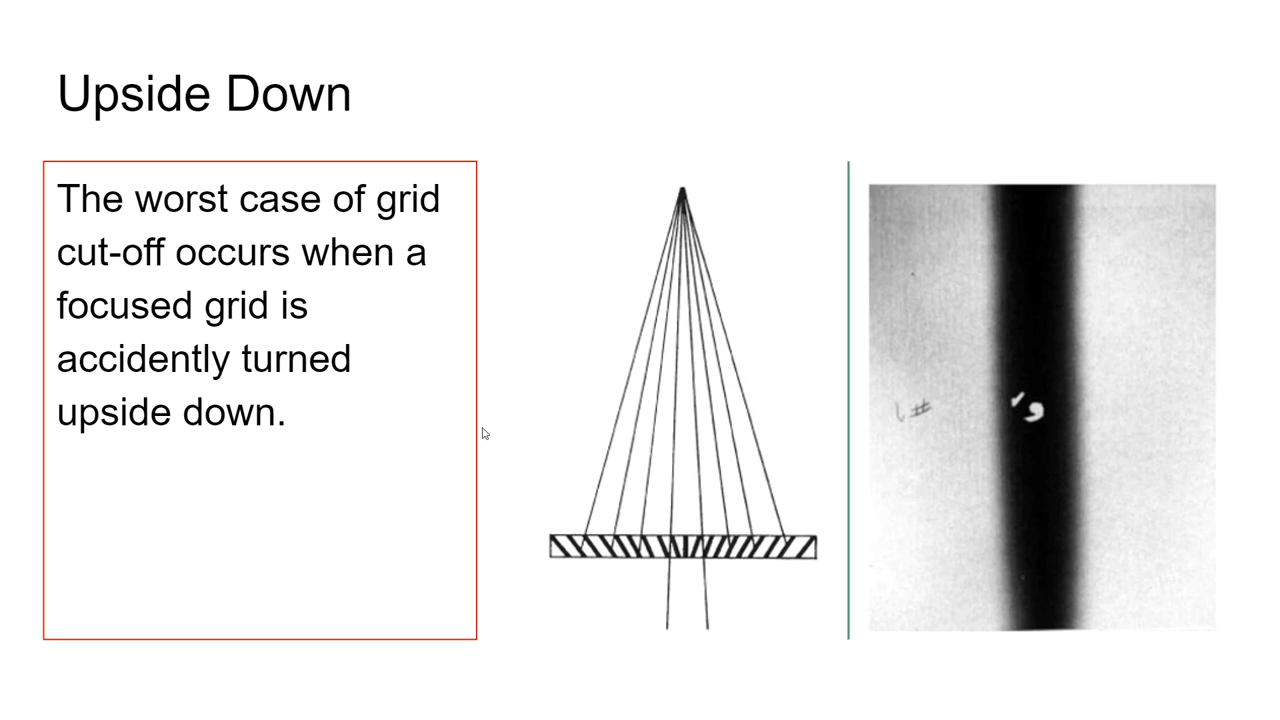 Upside Down
The worst case of grid
cut-off occurs when a
focused grid is
accidently turned
upside down.